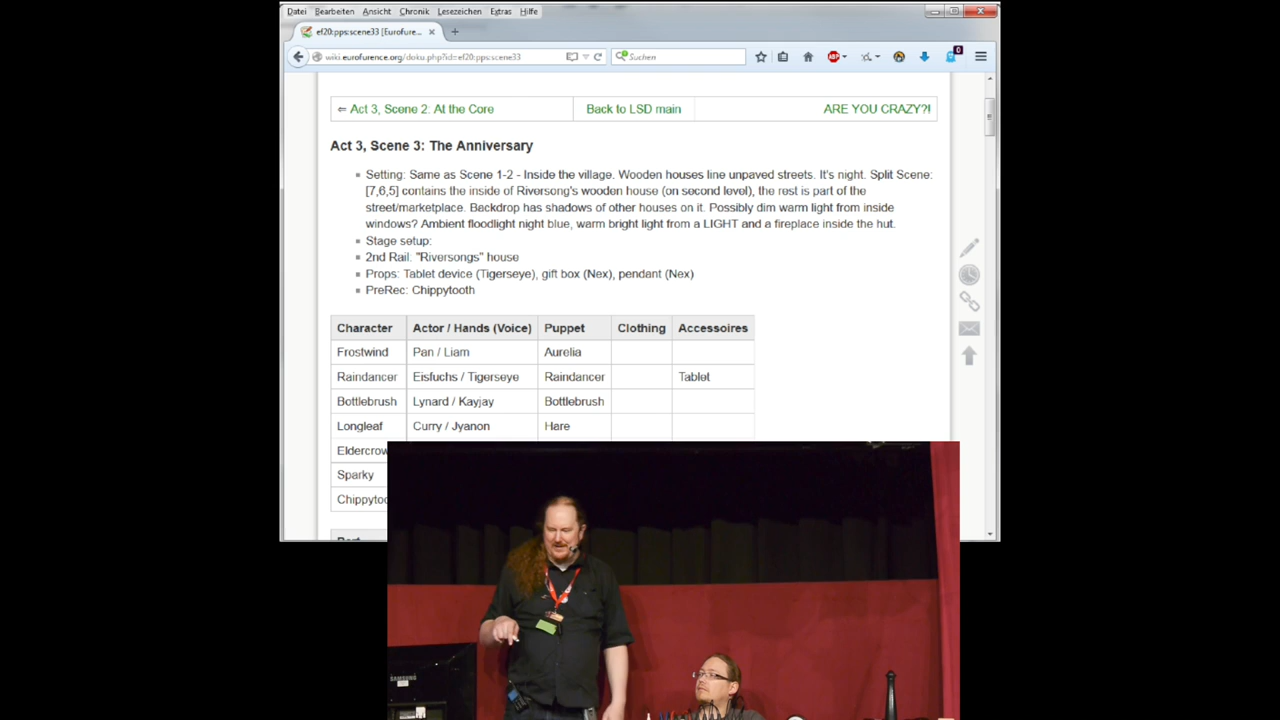 Datei Bearbeiten Ansicht Chronik Lesezeichen Extras Hilfe
ef20:pps:scene33 [Eurofure...
wiki.eurofurence.org/doku.php?id=ef20:pps:scene33
Suchen
ABP
0
⇐ Act 3, Scene 2: At the Core
Back to LSD main
ARE YOU CRAZY?!
Act 3, Scene 3: The Anniversary
Setting: Same as Scene 1-2 - Inside the village. Wooden houses line unpaved streets. It's night. Split Scene:
[7,6,5] contains the inside of Riversong's wooden house (on second level), the rest is part of the
street/marketplace. Backdrop has shadows of other houses on it. Possibly dim warm light from inside
windows? Ambient floodlight night blue, warm bright light from a LIGHT and a fireplace inside the hut.
Stage setup:
2nd Rail: "Riversongs" house
Props: Tablet device (Tigerseye), gift box (Nex), pendant (Nex)
PreRec: Chippytooth
Character Actor / Hands (Voice) Puppet Clothing Accessoires
Frostwind Pan / Liam Aurelia
Raindancer Eisfuchs / Tigerseye Raindancer Tablet
Bottlebrush Lynard / Kayjay Bottlebrush
Longleaf Curry / Jyanon Hare
Eldercrow
Sparky
Chippytoo
SAMSUNG